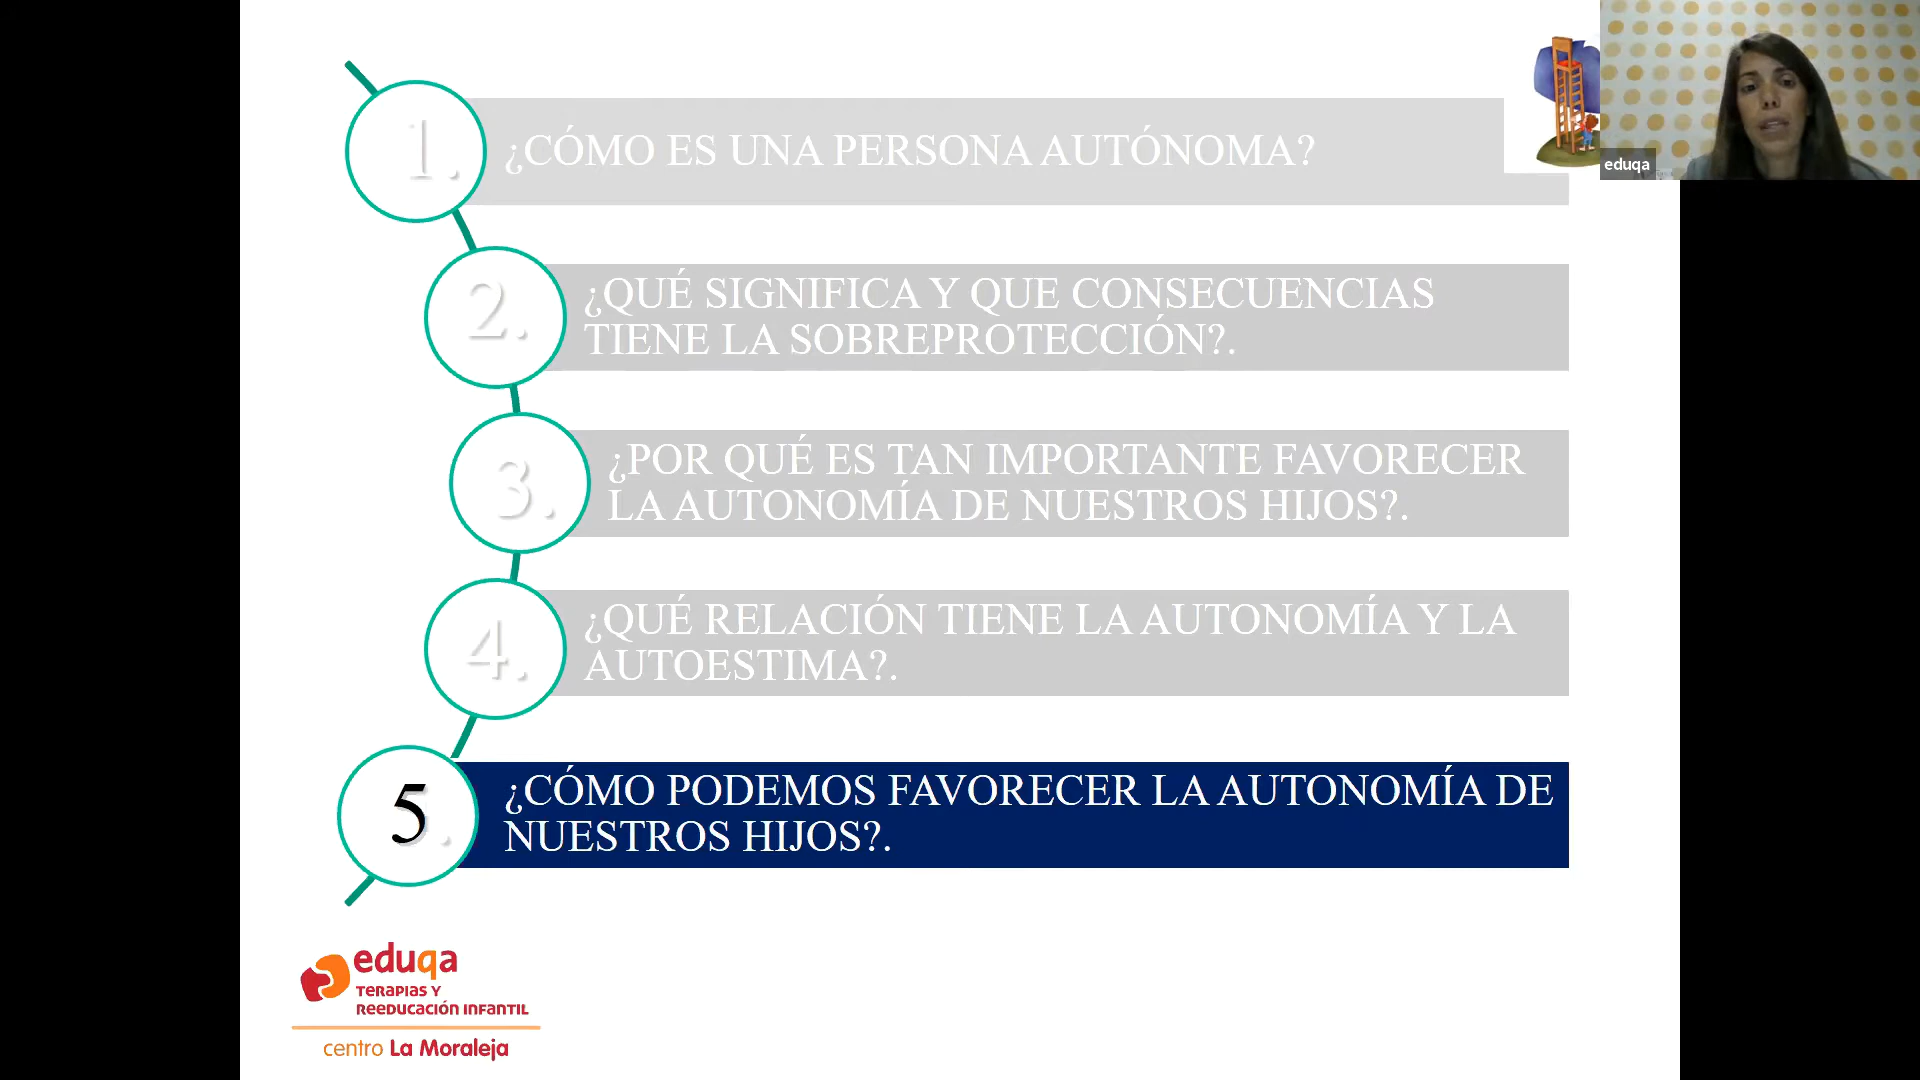 1.
¿CÓMO ES UNA PERSONA AUTÓNOMA?
eduqa
2.
¿QUÉ SIGNIFICA Y QUE CONSECUENCIAS
TIENE LA SOBREPROTECCIÓN?.
3.
¿POR QUÉ ES TAN IMPORTANTE FAVORECER
LA AUTONOMÍA DE NUESTROS HIJOS?.
4.
¿QUÉ RELACIÓN TIENE LA AUTONOMÍA Y LA
AUTOESTIMA?.
5.
¿CÓMO PODEMOS FAVORECER LA AUTONOMÍA DE
NUESTROS HIJOS?.
eduqa
TERAPIAS Y
REEDUCACIÓN INFANTIL
centro La Moraleja